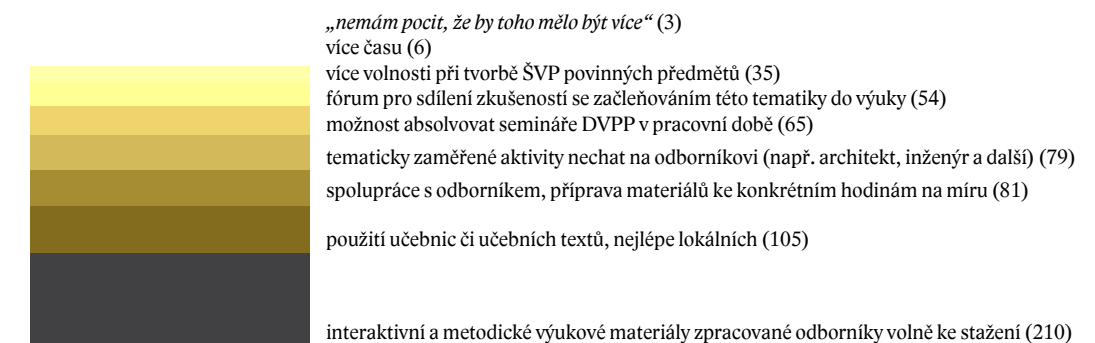 „nemám pocit, že by toho mělo být více“ (3)
více času (6)
více volnosti při tvorbě ŠVP povinných předmětů (35)
fórum pro sdílení zkušeností se začleňováním této tematiky do výuky (54)
možnost absolvovat semináře DVPP v pracovní době (65)
tematicky zaměřené aktivity nechat na odborníkovi (např. architekt, inženýr a další) (79)
spolupráce s odborníkem, příprava materiálů ke konkrétním hodinám na míru (81)
použití učebnic či učebních textů, nejlépe lokálních (105)
interaktivní a metodické výukové materiály zpracované odborníky volně ke stažení (210)